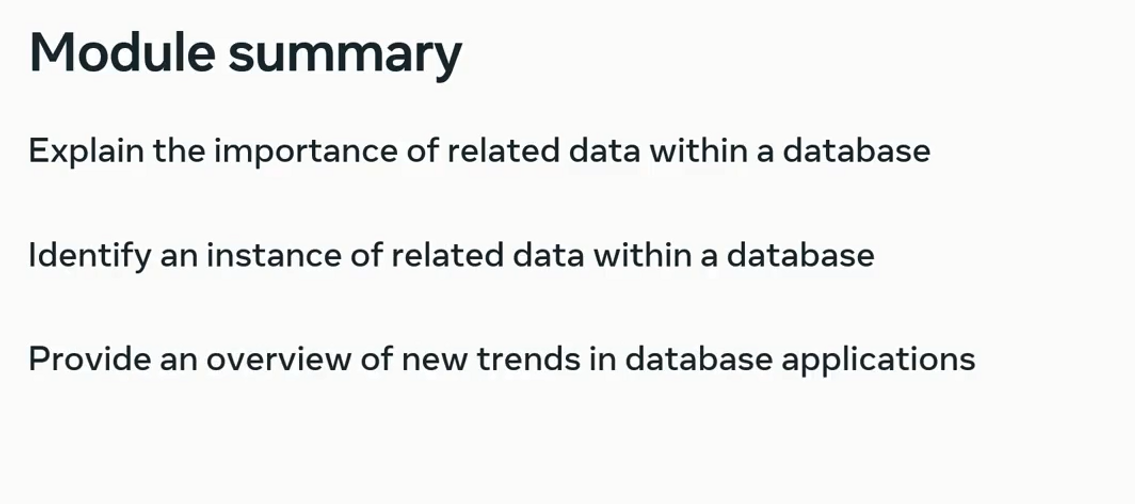 Module summary
Explain the importance of related data within a database
Identify an instance of related data within a database
Provide an overview of new trends in database applications